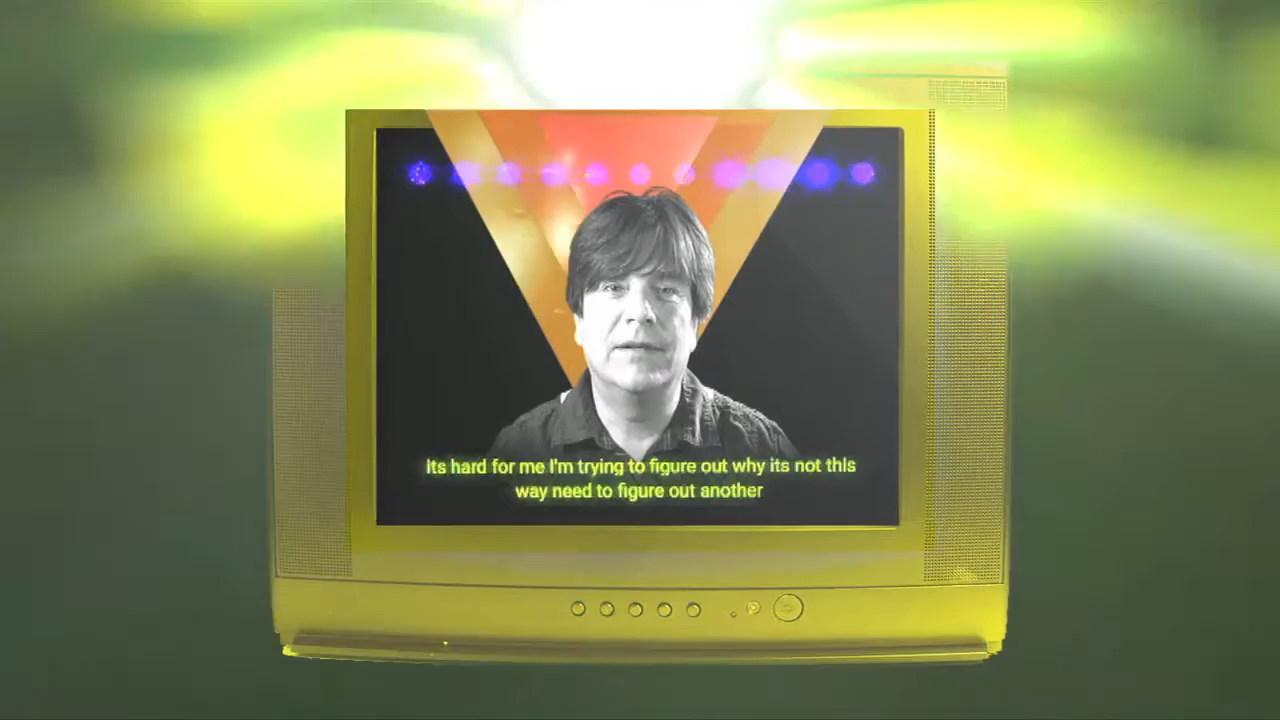 Its hard for me I'm trying to figure out why its not this
way need to figure out another